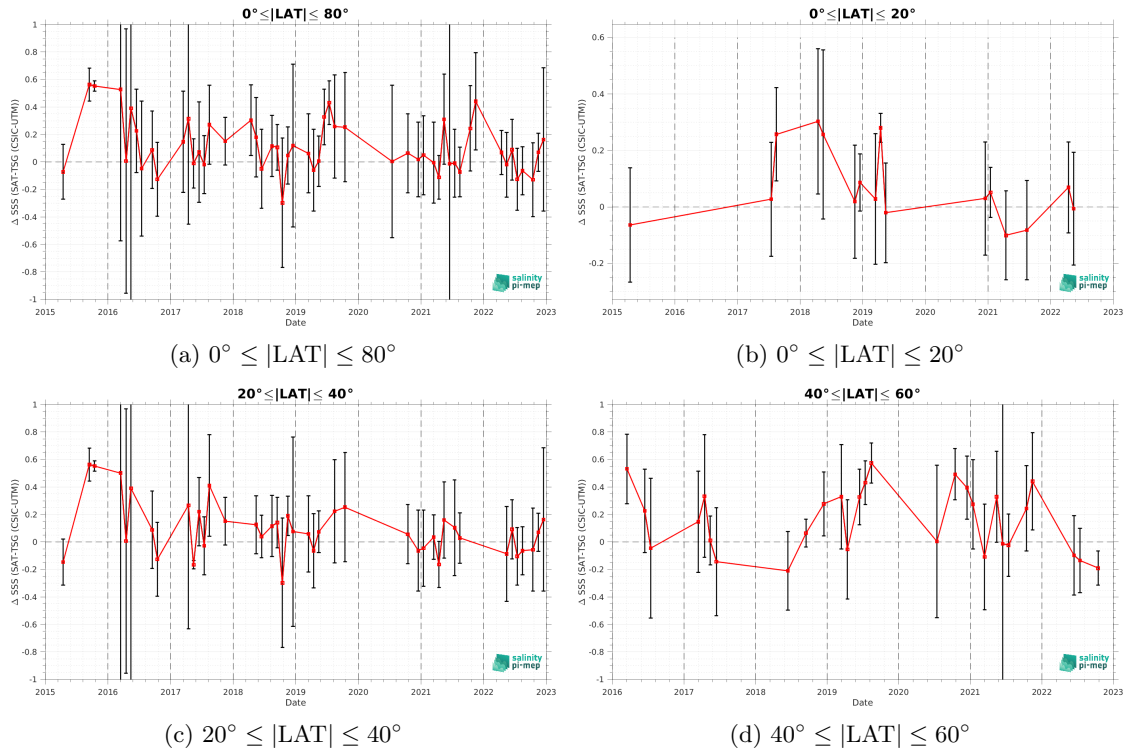 0°≤|LAT|≤ 80°
Δ SSS (SAT-TSG (CSIC-UTM))
1
0.8
0.6
0.4
0.2
0
-0.2
-0.4
-0.6
-0.8
-1
2015 2016 2017 2018 2019 2020 2021 2022 2023
Date
salinity
pi-mep
(a) 0° ≤ |LAT| ≤ 80°
0°≤|LAT|≤ 20°
Δ SSS (SAT-TSG (CSIC-UTM))
0.6
0.4
0.2
0
-0.2
2015 2016 2017 2018 2019 2020 2021 2022 2023
Date
salinity
pi-mep
(b) 0° ≤ |LAT| ≤ 20°
20°≤|LAT|≤ 40°
Δ SSS (SAT-TSG (CSIC-UTM))
1
0.8
0.6
0.4
0.2
0
-0.2
-0.4
-0.6
-0.8
-1
2015 2016 2017 2018 2019 2020 2021 2022 2023
Date
salinity
pi-mep
(c) 20° ≤ |LAT| ≤ 40°
40°≤|LAT|≤ 60°
Δ SSS (SAT-TSG (CSIC-UTM))
1
0.8
0.6
0.4
0.2
0
-0.2
-0.4
-0.6
-0.8
-1
2016 2017 2018 2019 2020 2021 2022 2023
Date
salinity
pi-mep
(d) 40° ≤ |LAT| ≤ 60°